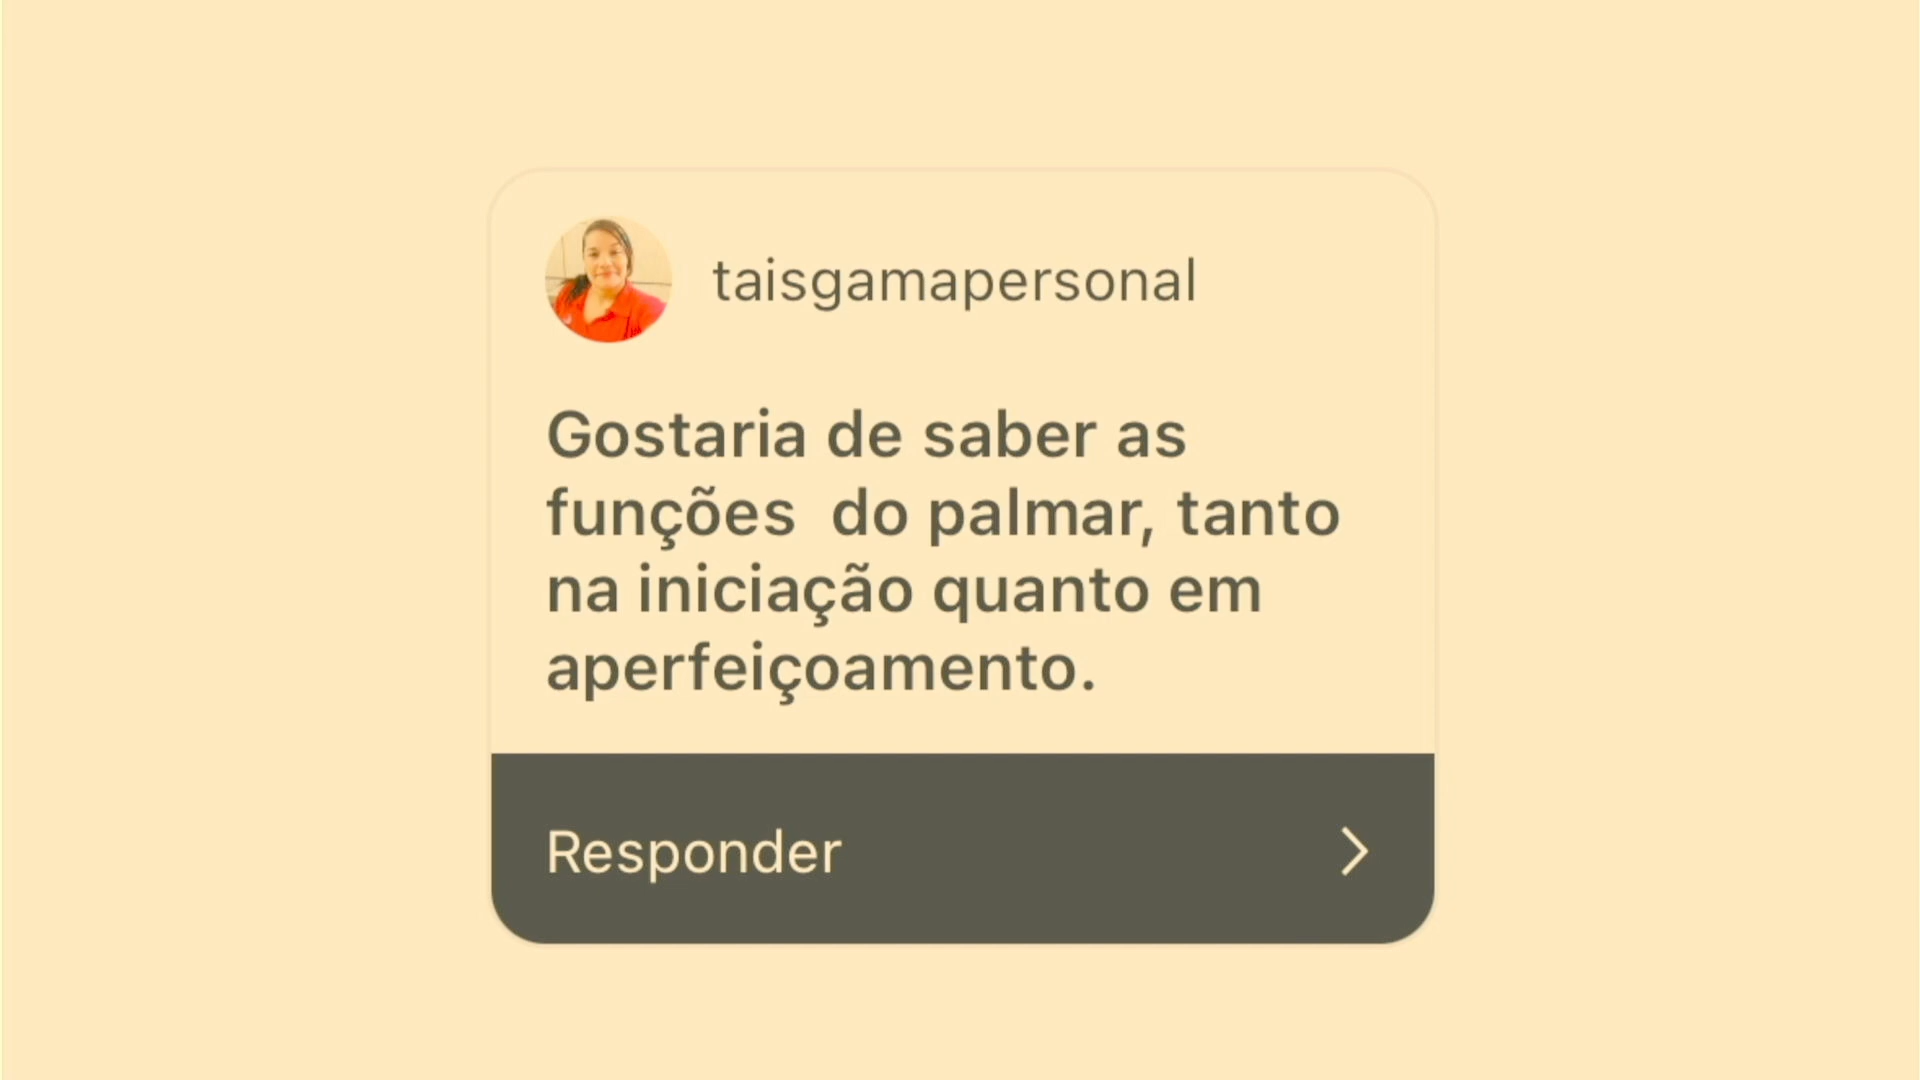 taisgamapersonal
Gostaria de saber as
funções  do palmar, tanto
na iniciação quanto em
aperfeiçoamento.
Responder